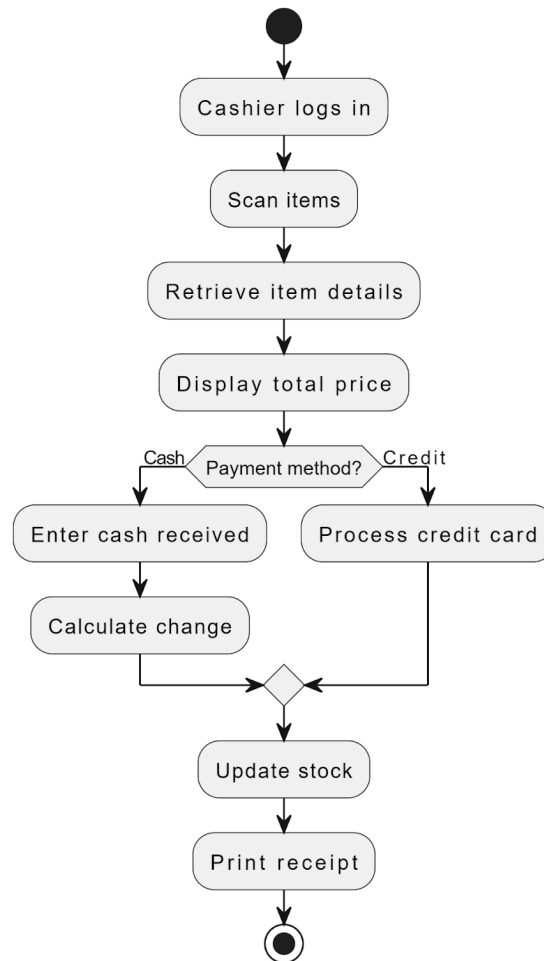 Cashier logs in
Scan items
Retrieve item details
Display total price
Cash
Payment method?
Credit
Enter cash received
Process credit card
Calculate change
Update stock
Print receipt